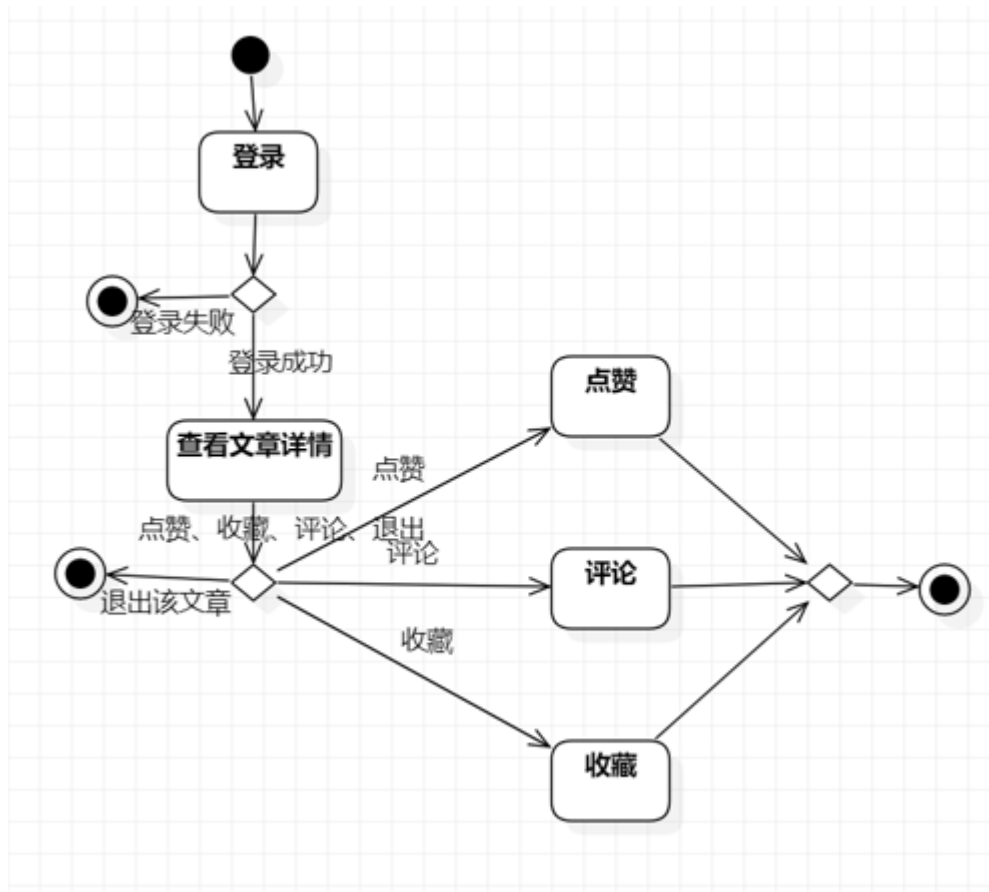 登录
登录失败
登录成功
点赞
查看文章详情
点赞
点赞、收藏、评论、退出
评论
评论
退出该文章
收藏
收藏